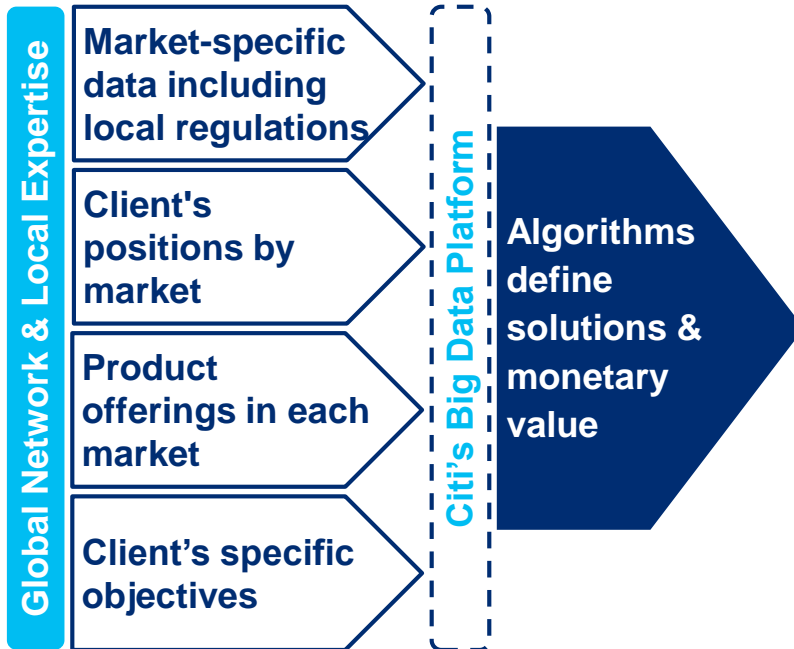 Global Network & Local Expertise
Market-specific
data including
local regulations
Client's
positions by
market
Product
offerings in each
market
Client’s specific
objectives
Citi’s Big Data Platform
Algorithms
define
solutions &
monetary
value